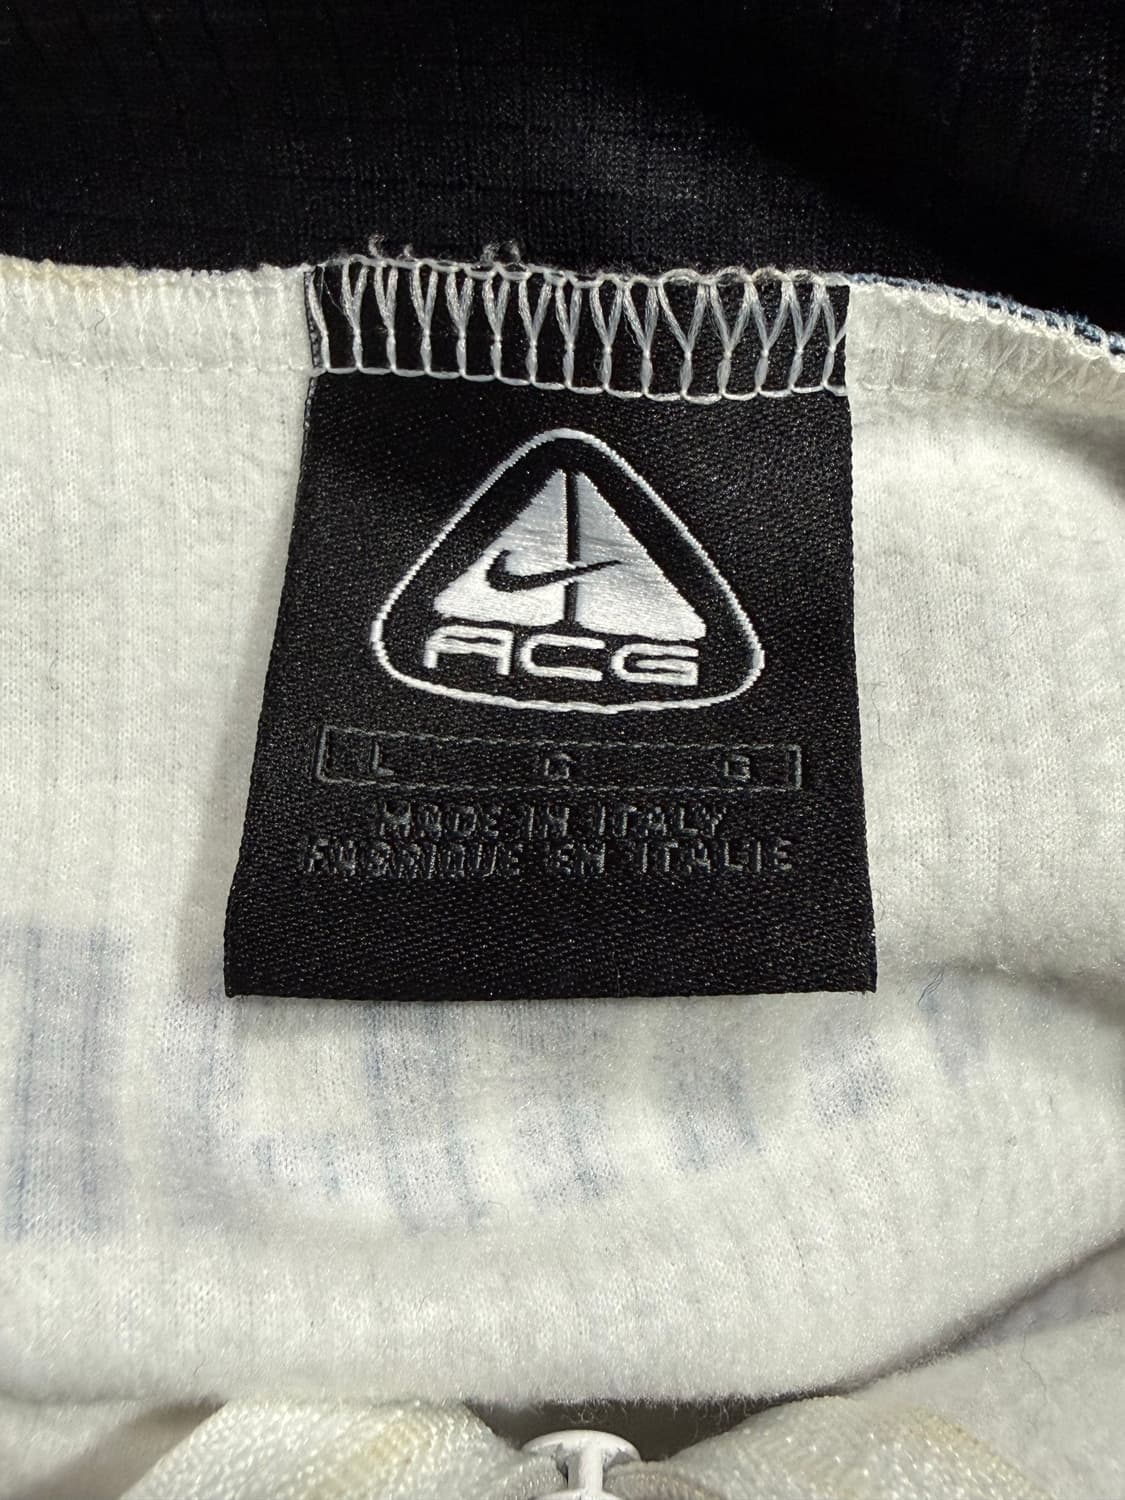 ACG
L G G
MADE IN ITALY
FABRIQUE EN ITALIE